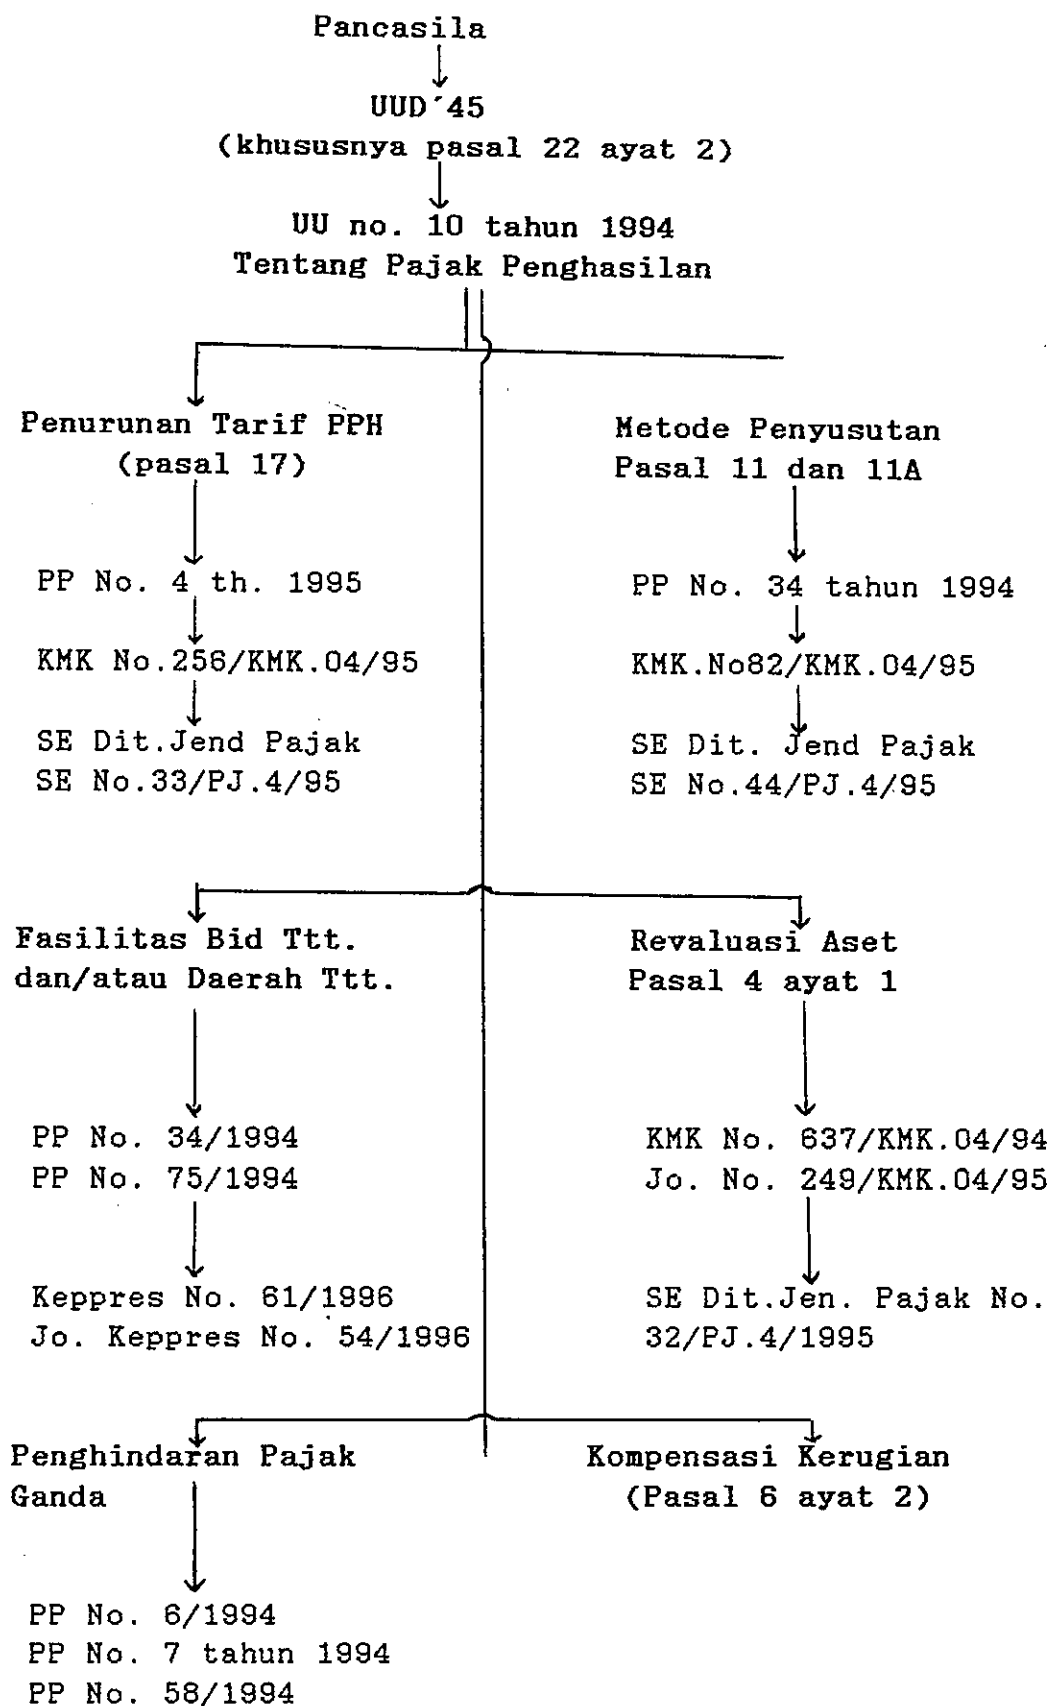 Pancasila
UUD´45
(khususnya pasal 22 ayat 2)
UU no. 10 tahun 1994
Tentang Pajak Penghasilan
Penurunan Tarif PPH
(pasal 17)
PP No. 4 th. 1995
KMK No.256/KMK.04/95
SE Dit.Jend Pajak
SE No.33/PJ.4/95
Metode Penyusutan
Pasal 11 dan 11A
PP No. 34 tahun 1994
KMK.No82/KMK.04/95
SE Dit. Jend Pajak
SE No.44/PJ.4/95
Fasilitas Bid Ttt.
dan/atau Daerah Ttt.
PP No. 34/1994
PP No. 75/1994
Keppres No. 61/1996
Jo. Keppres No. 54/1996
Revaluasi Aset
Pasal 4 ayat 1
KMK No. 637/KMK.04/94
Jo. No. 249/KMK.04/95
SE Dit.Jen. Pajak No.
32/PJ.4/1995
Penghindaran Pajak
Ganda
PP No. 6/1994
PP No. 7 tahun 1994
PP No. 58/1994
Kompensasi Kerugian
(Pasal 6 ayat 2)